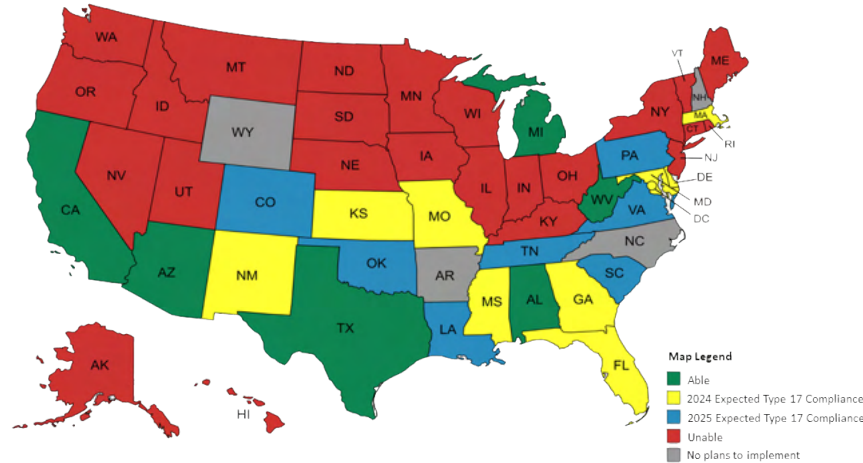 WA
MT
ND
MN
VT
ME
OR
ID
SD
WI
MI
NY
NH
MA
CT
RI
WY
NE
IA
PA
NJ
NV
UT
CO
IL
IN
OH
DE
MD
DC
CA
KS
MO
KY
WV
VA
AZ
NM
OK
AR
TN
NC
SC
TX
LA
MS
AL
GA
FL
AK
HI
Map Legend
Able
2024 Expected Type 17 Compliance
2025 Expected Type 17 Compliance
Unable
No plans to implement